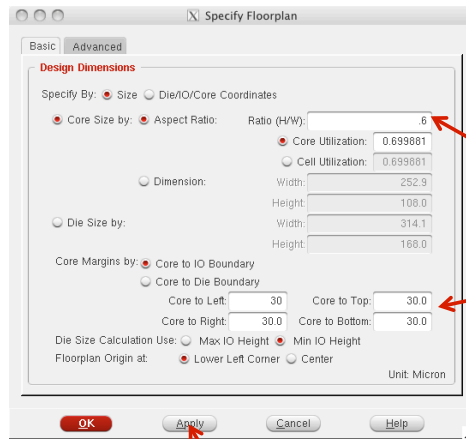 X Specify Floorplan
Basic Advanced
Design Dimensions
Specify By: Size Die/IO/Core Coordinates
Core Size by: Aspect Ratio: Ratio (H/W): .6
Core Utilization: 0.699881
Cell Utilization: 0.699881
Dimension: Width: 252.9
Height: 108.0
Die Size by: Width: 314.1
Height: 168.0
Core Margins by: Core to IO Boundary
Core to Die Boundary
Core to Left: 30 Core to Top: 30.0
Core to Right: 30.0 Core to Bottom: 30.0
Die Size Calculation Use: Max IO Height Min IO Height
Floorplan Origin at: Lower Left Corner Center
Unit: Micron
OK Apply Cancel Help